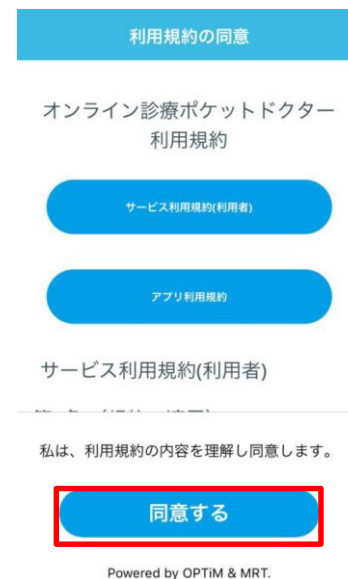 利用規約の同意
オンライン診療ポケットドクター
利用規約
サービス利用規約(利用者)
アプリ利用規約
サービス利用規約(利用者)
私は、利用規約の内容を理解し同意します。
同意する
Powered by OPTiM & MRT.